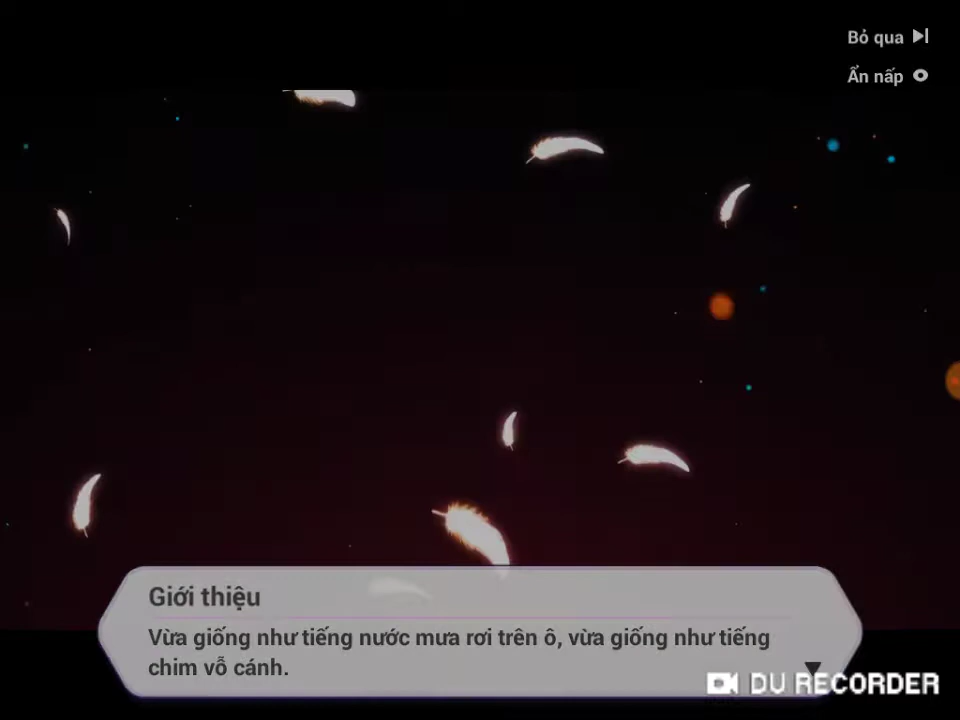 Bỏ qua
Ẩn nấp
Giới thiệu
Vừa giống như tiếng nước mưa rơi trên ô, vừa giống như tiếng
chim vỗ cánh.
DU RECORDER